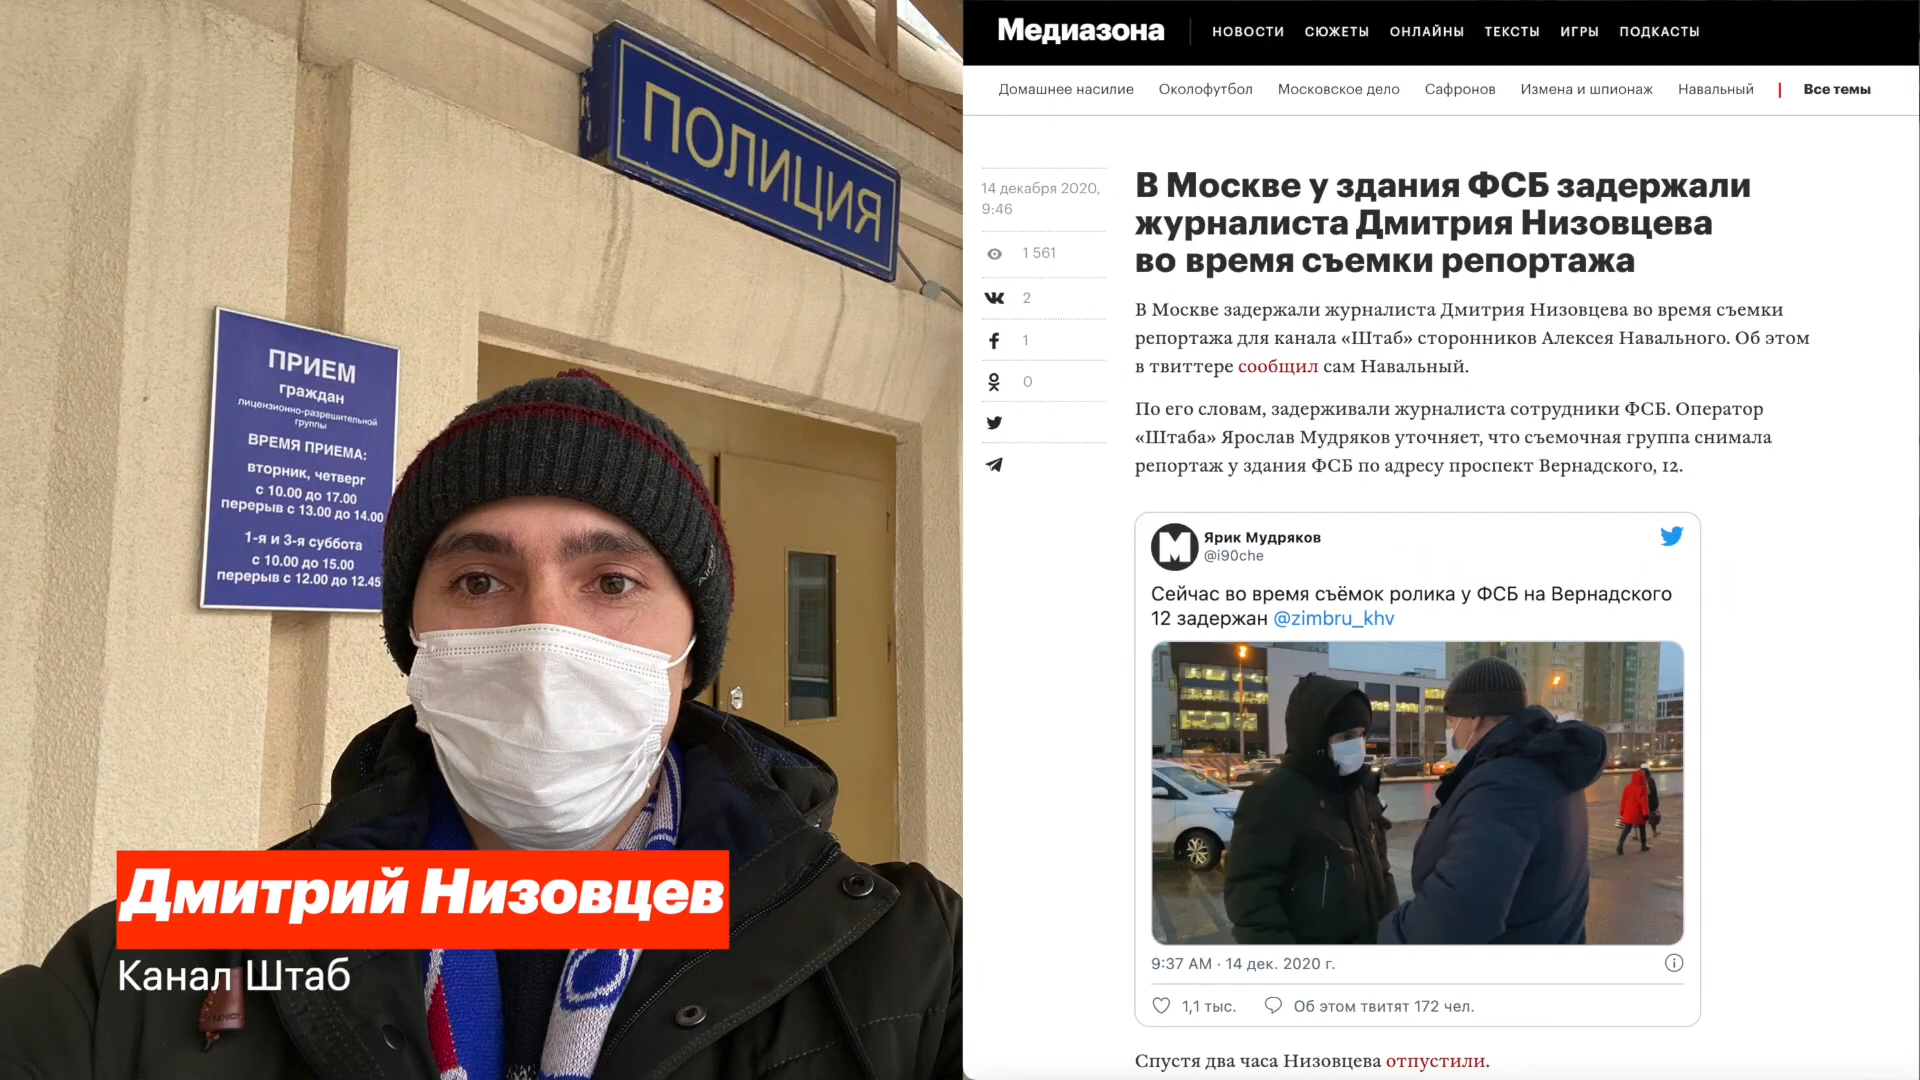 ПОЛИЦИЯ
ПРИЕМ
граждан
лицензионно-разрешительной
группы
ВРЕМЯ ПРИЕМА:
вторник, четверг
с 10.00 до 17.00
перерыв с 13.00 до 14.00
1-я и 3-я суббота
с 10.00 до 15.00
перерыв с 12.00 до 12.45
Дмитрий Низовцев
Канал Штаб
Медиазона
НОВОСТИ СЮЖЕТЫ ОНЛАЙНЫ ТЕКСТЫ ИГРЫ ПОДКАСТЫ
Домашнее насилие Околофутбол Московское дело Сафронов Измена и шпионаж Навальный | Все темы
14 декабря 2020,
9:46
1 561
2
1
0
В Москве у здания ФСБ задержали
журналиста Дмитрия Низовцева
во время съемки репортажа
В Москве задержали журналиста Дмитрия Низовцева во время съемки
репортажа для канала «Штаб» сторонников Алексея Навального. Об этом
в твиттере сообщил сам Навальный.
По его словам, задерживали журналиста сотрудники ФСБ. Оператор
«Штаба» Ярослав Мудряков уточняет, что съемочная группа снимала
репортаж у здания ФСБ по адресу проспект Вернадского, 12.
Ярик Мудряков
@i90che
Сейчас во время съёмок ролика у ФСБ на Вернадского
12 задержан @zimbru_khv
9:37 AM · 14 дек. 2020 г.
1,1 тыс. Об этом твитят 172 чел.
Спустя два часа Низовцева отпустили.